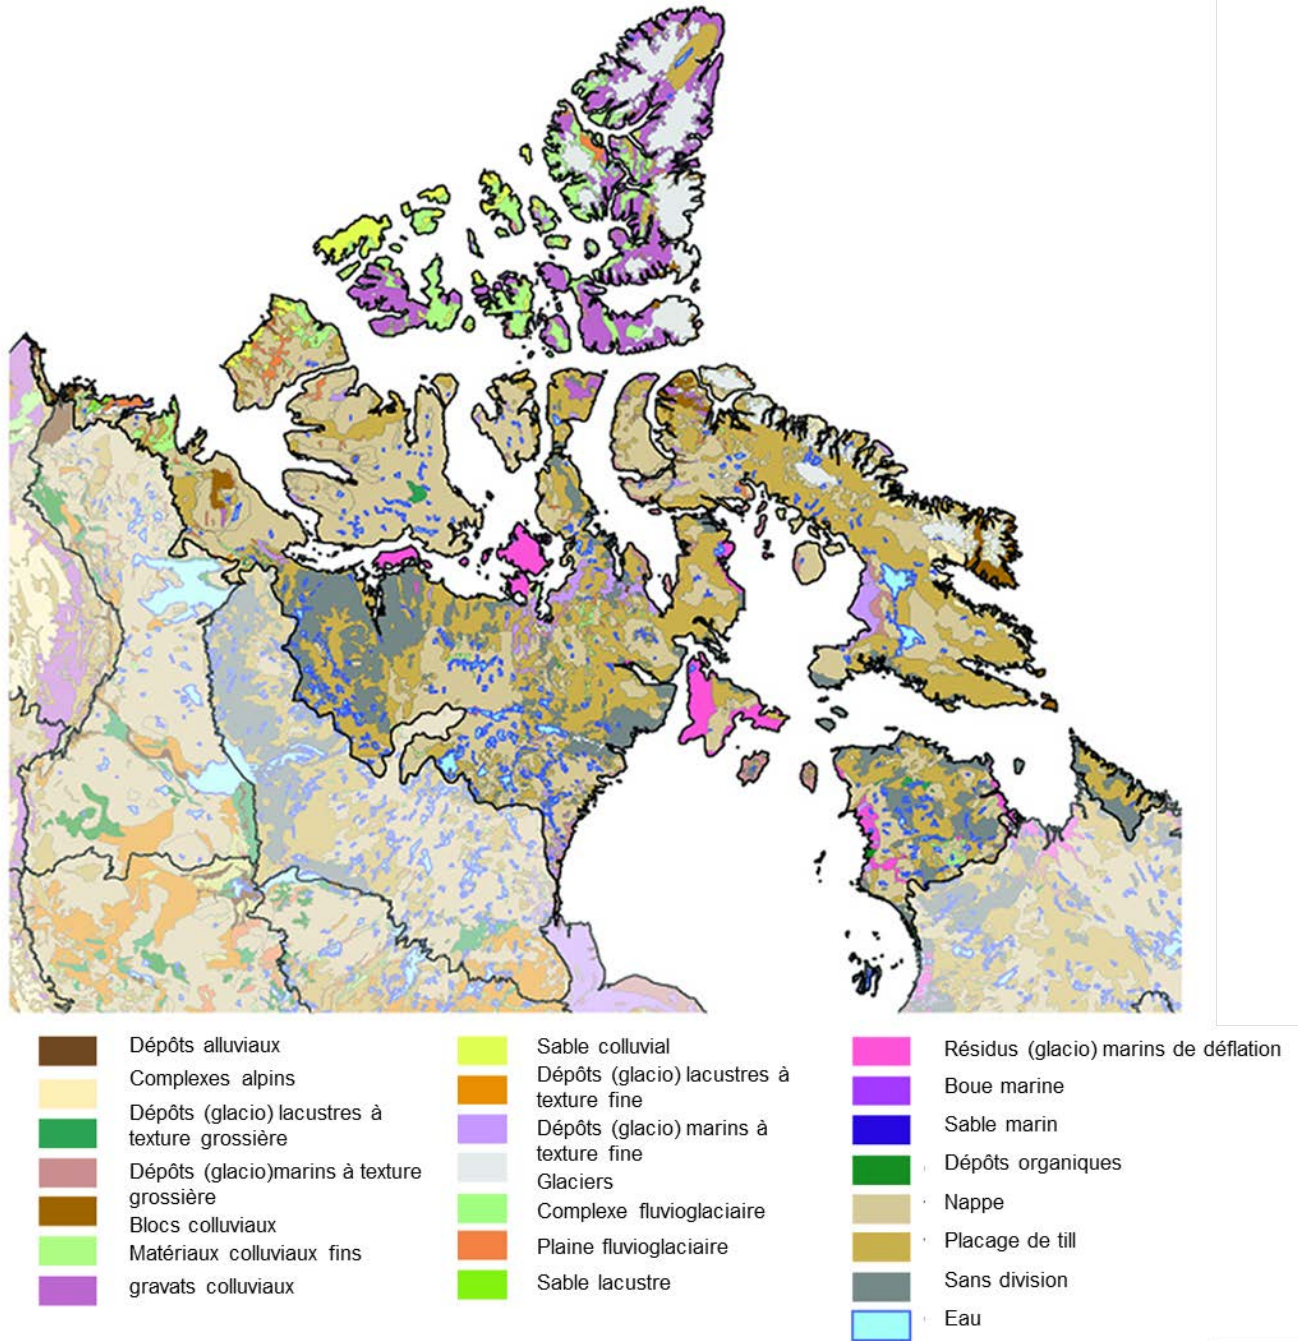 Dépôts alluviaux
Complexes alpins
Dépôts (glacio) lacustres à
texture grossière
Dépôts (glacio)marins à texture
grossière
Blocs colluviaux
Matériaux colluviaux fins
gravats colluviaux
Sable colluvial
Dépôts (glacio) lacustres à
texture fine
Dépôts (glacio) marins à
texture fine
Glaciers
Complexe fluvioglaciaire
Plaine fluvioglaciaire
Sable lacustre
Résidus (glacio) marins de déflation
Boue marine
Sable marin
Dépôts organiques
Nappe
Placage de till
Sans division
Eau